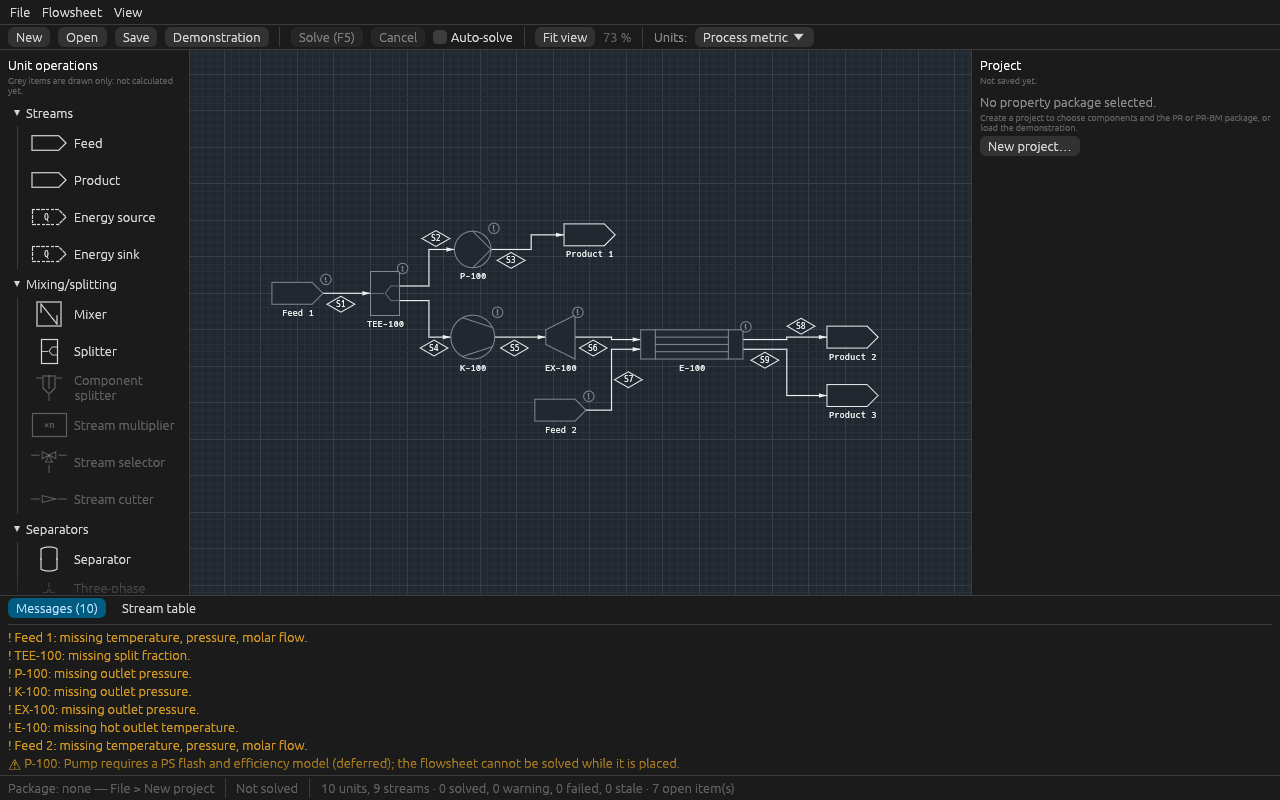 File Flowsheet View
New Open Save Demonstration Solve (F5) Cancel Auto-solve Fit view 73 % Units: Process metric
Unit operations
Grey items are drawn only: not calculated
yet.
Streams
Feed
Product
Q Energy source
Q Energy sink
Mixing/splitting
Mixer
Splitter
Component
splitter
×n Stream multiplier
Stream selector
Stream cutter
Separators
Separator
Three-phase
S2
P-100
S3
Product 1
Feed 1
S1
TEE-100
S4
K-100
S5
EX-100
S6
S7
Feed 2
E-100
S8
S9
Product 2
Product 3
Project
Not saved yet.
No property package selected.
Create a project to choose components and the PR or PR-BM package, or
load the demonstration.
New project…
Messages (10) Stream table
! Feed 1: missing temperature, pressure, molar flow.
! TEE-100: missing split fraction.
! P-100: missing outlet pressure.
! K-100: missing outlet pressure.
! EX-100: missing outlet pressure.
! E-100: missing hot outlet temperature.
! Feed 2: missing temperature, pressure, molar flow.
⚠ P-100: Pump requires a PS flash and efficiency model (deferred); the flowsheet cannot be solved while it is placed.
Package: none — File > New project Not solved 10 units, 9 streams · 0 solved, 0 warning, 0 failed, 0 stale · 7 open item(s)